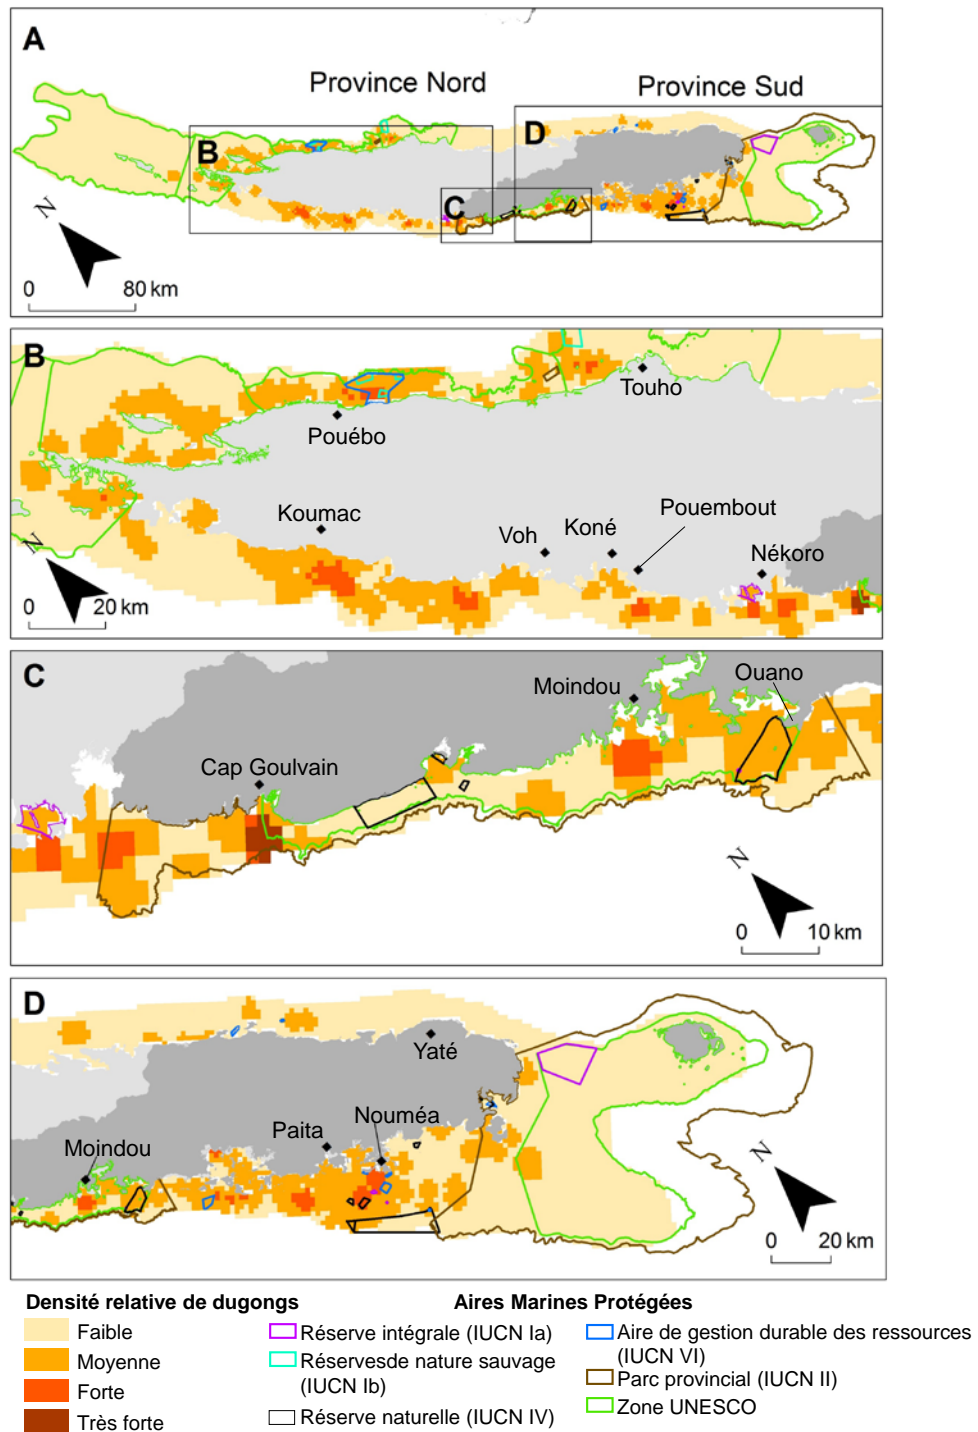 A
Province Nord
Province Sud
B
D
C
N
0 80 km
B
Touho
Pouébo
Koumac
Voh
Koné
Pouembout
Nékoro
N
0 20 km
C
Moindou
Ouano
Cap Goulvain
N
0 10 km
D
Yaté
Nouméa
Paita
Moindou
N
0 20 km
Densité relative de dugongs
Faible
Moyenne
Forte
Très forte
Aires Marines Protégées
Réserve intégrale (IUCN Ia)
Réservesde nature sauvage
(IUCN Ib)
Réserve naturelle (IUCN IV)
Aire de gestion durable des ressources
(IUCN VI)
Parc provincial (IUCN II)
Zone UNESCO